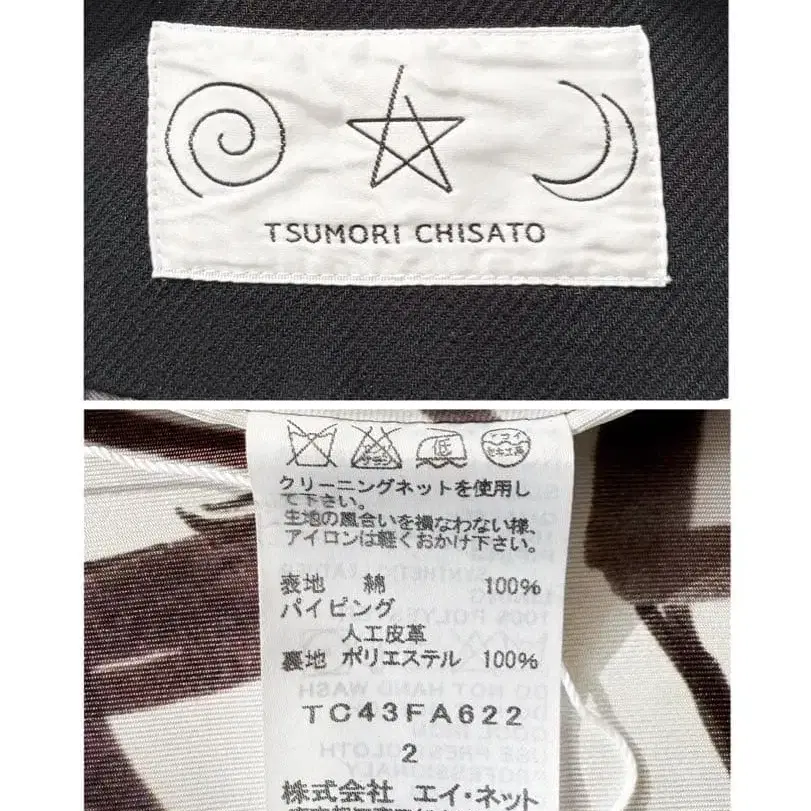 TSUMORI CHISATO
低
クリーニングネットを使用し
て下さい。
生地の風合いを損なわない様、
アイロンは軽くおかけ下さい。
表地 綿 100%
パイピング
人工皮革
裏地 ポリエステル 100%
TC43FA622
2
株式会社 エイ・ネット